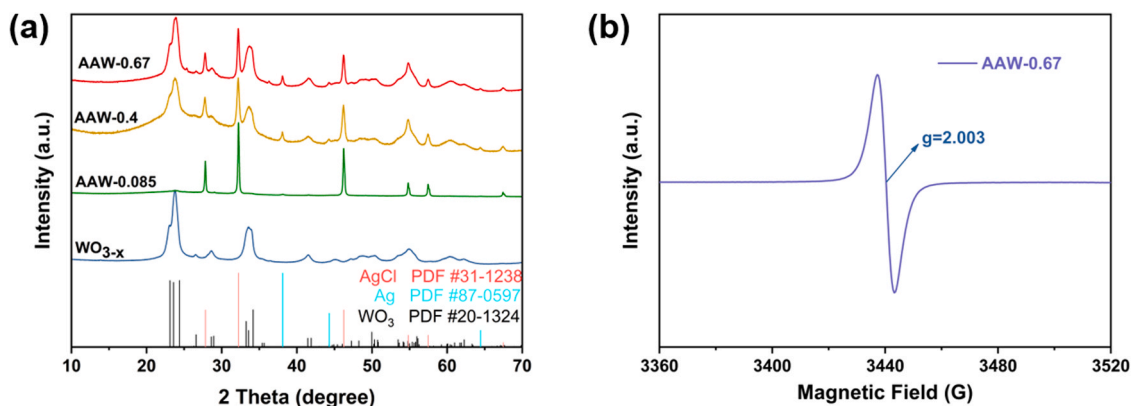 (a)
Intensity (a.u.)
AAW-0.67
AAW-0.4
AAW-0.085
WO3-x
AgCl PDF #31-1238
Ag PDF #87-0597
WO3 PDF #20-1324
10 20 30 40 50 60 70
2 Theta (degree)
(b)
Intensity (a.u.)
AAW-0.67
g=2.003
3360 3400 3440 3480 3520
Magnetic Field (G)